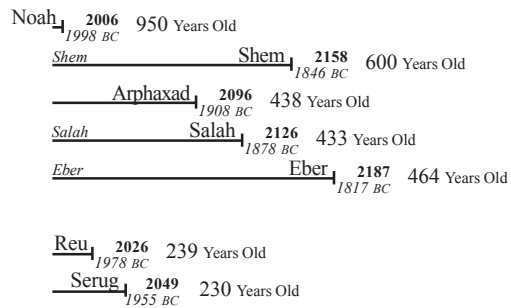 Noah 2006 950 Years Old
1998 BC
Shem Shem 2158 600 Years Old
1846 BC
Arphaxad 2096 438 Years Old
1908 BC
Salah Salah 2126 433 Years Old
1878 BC
Eber Eber 2187 464 Years Old
1817 BC
Reu 2026 239 Years Old
1978 BC
Serug 2049 230 Years Old
1955 BC